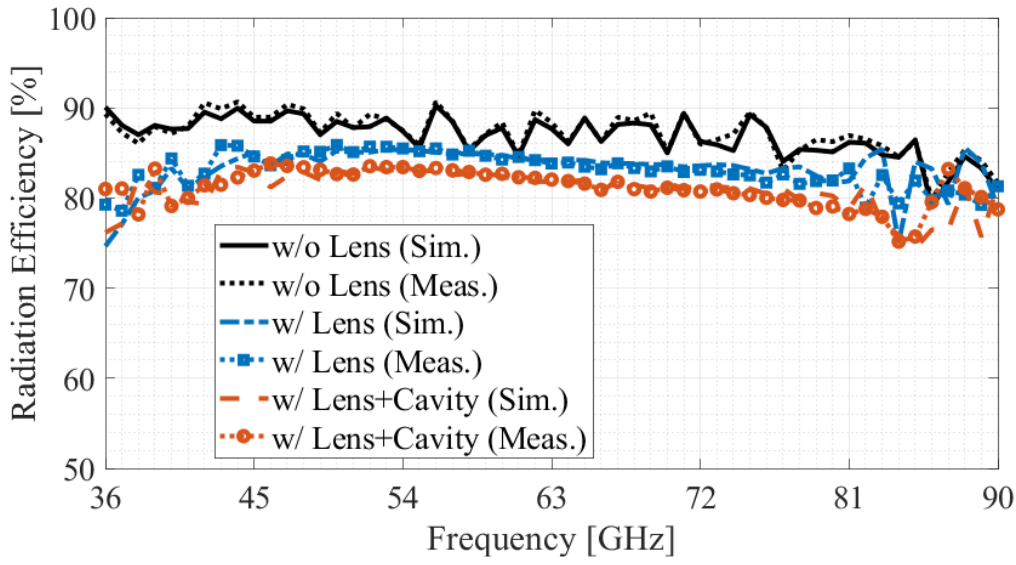 100
90
80
70
60
50
Radiation Efficiency [%]
w/o Lens (Sim.)
w/o Lens (Meas.)
w/ Lens (Sim.)
w/ Lens (Meas.)
w/ Lens+Cavity (Sim.)
w/ Lens+Cavity (Meas.)
36 45 54 63 72 81 90
Frequency [GHz]